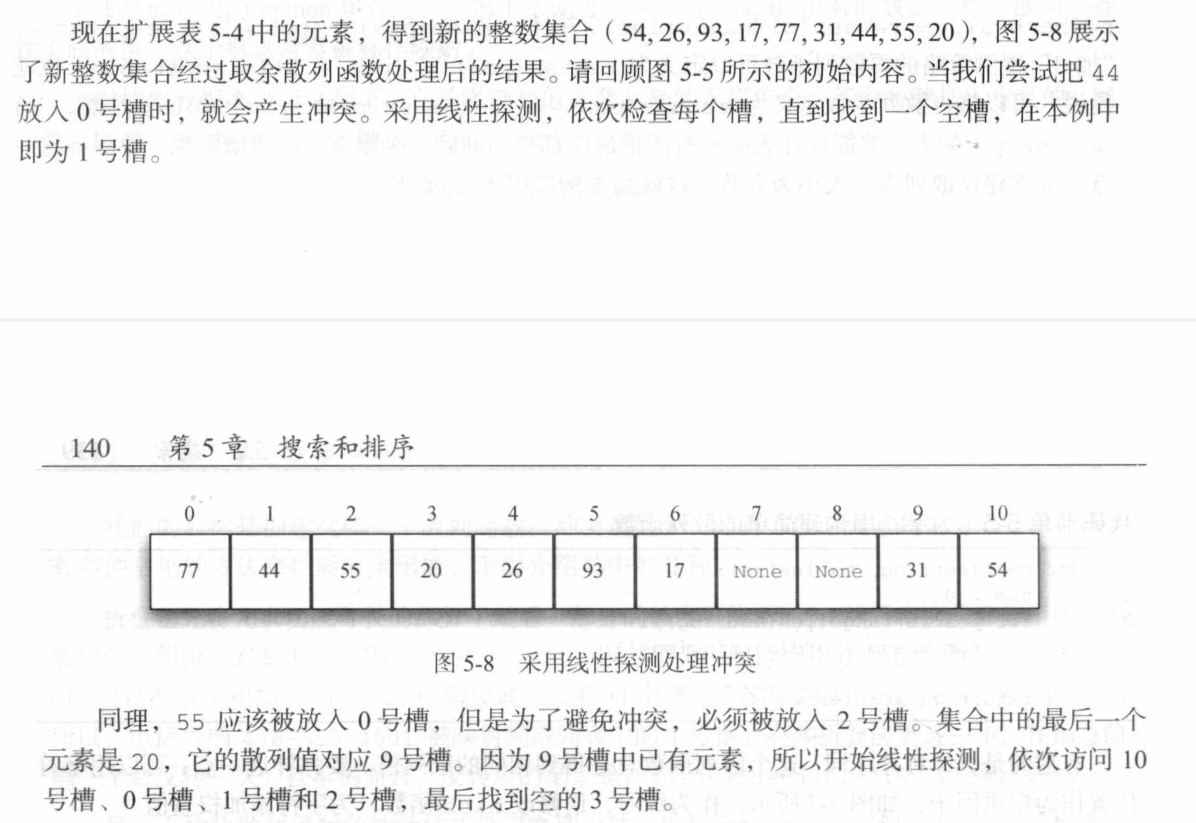 现在扩展表 5-4 中的元素，得到新的整数集合（54, 26, 93, 17, 77, 31, 44, 55, 20），图 5-8 展示
了新整数集合经过取余散列函数处理后的结果。请回顾图 5-5 所示的初始内容。当我们尝试把 44
放入 0 号槽时，就会产生冲突。采用线性探测，依次检查每个槽，直到找到一个空槽，在本例中
即为 1 号槽。
140 第 5 章 搜索和排序
0 1 2 3 4 5 6 7 8 9 10
77 44 55 20 26 93 17 None None 31 54
图 5-8 采用线性探测处理冲突
同理，55 应该被放入 0 号槽，但是为了避免冲突，必须被放入 2 号槽。集合中的最后一个
元素是 20，它的散列值对应 9 号槽。因为 9 号槽中已有元素，所以开始线性探测，依次访问 10
号槽、0 号槽、1 号槽和 2 号槽，最后找到空的 3 号槽。